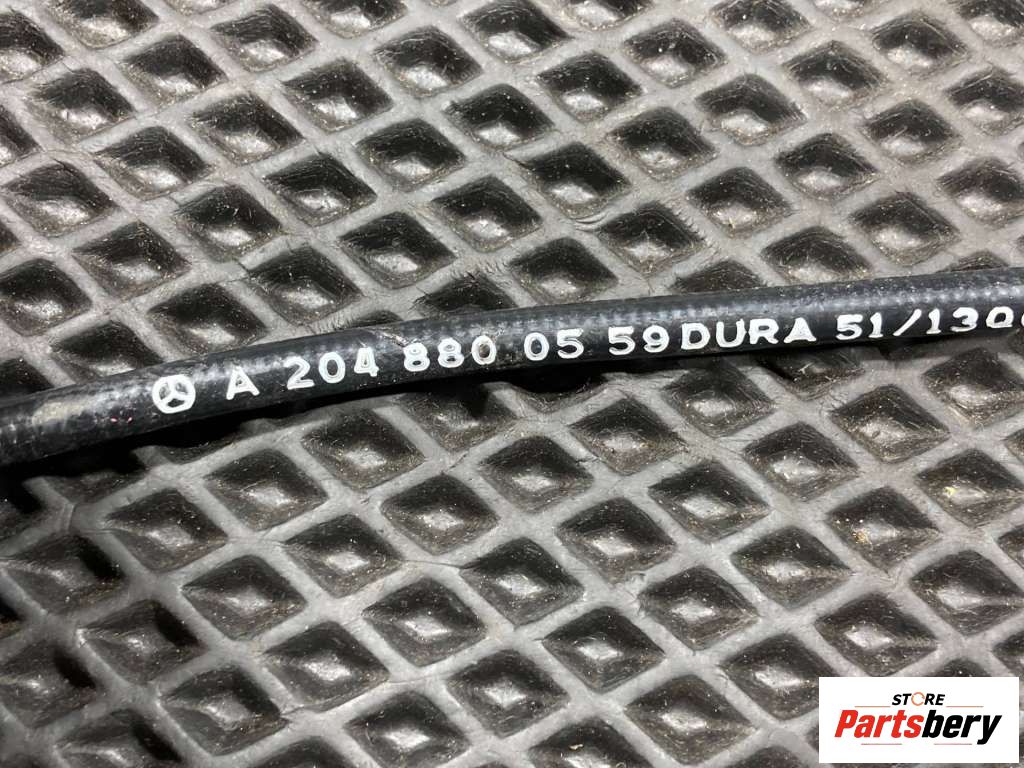 A 204 880 05 59 DURA 51/13
STORE
Partsbery